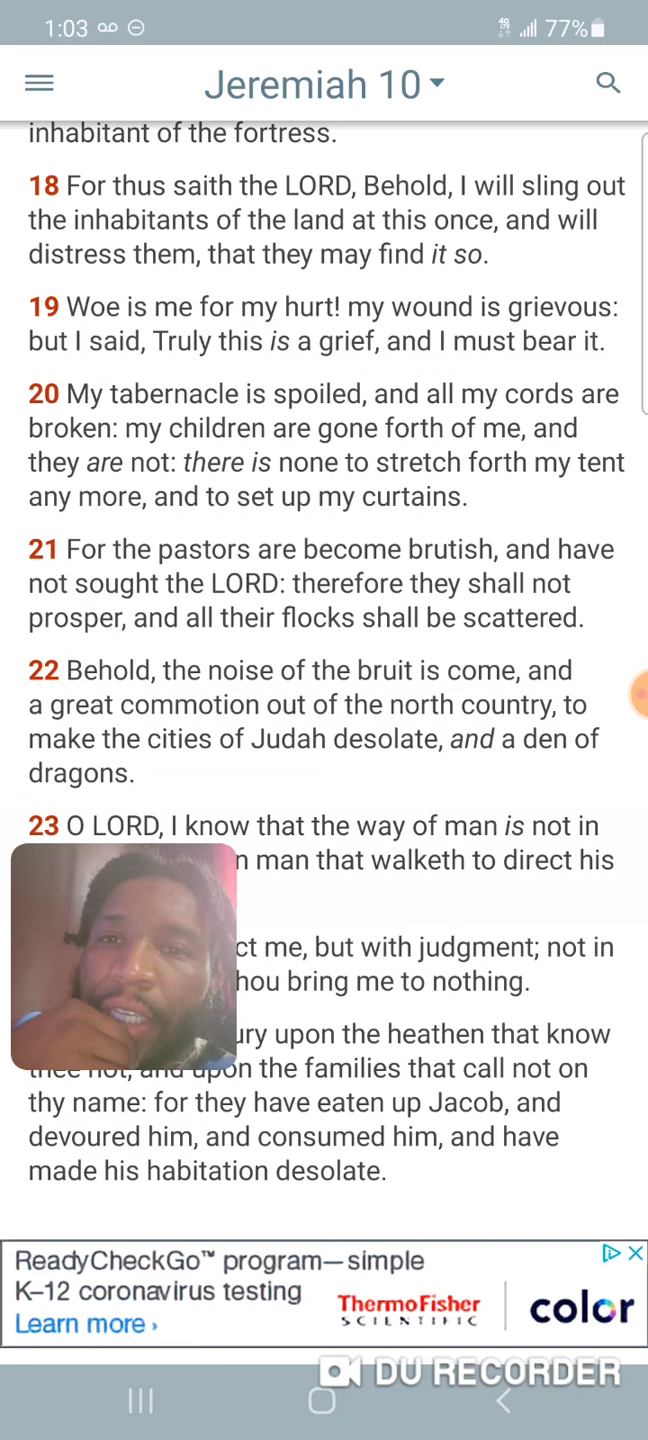 1:03
4G
77%
Jeremiah 10
inhabitant of the fortress.
18 For thus saith the LORD, Behold, I will sling out
the inhabitants of the land at this once, and will
distress them, that they may find it so.
19 Woe is me for my hurt! my wound is grievous:
but I said, Truly this is a grief, and I must bear it.
20 My tabernacle is spoiled, and all my cords are
broken: my children are gone forth of me, and
they are not: there is none to stretch forth my tent
any more, and to set up my curtains.
21 For the pastors are become brutish, and have
not sought the LORD: therefore they shall not
prosper, and all their flocks shall be scattered.
22 Behold, the noise of the bruit is come, and
a great commotion out of the north country, to
make the cities of Judah desolate, and a den of
dragons.
23 O LORD, I know that the way of man is not in
n man that walketh to direct his
ct me, but with judgment; not in
hou bring me to nothing.
ury upon the heathen that know
thee not, and upon the families that call not on
thy name: for they have eaten up Jacob, and
devoured him, and consumed him, and have
made his habitation desolate.
ReadyCheckGo™ program—simple
K–12 coronavirus testing
Learn more ›
ThermoFisher
SCIENTIFIC
color
DU RECORDER